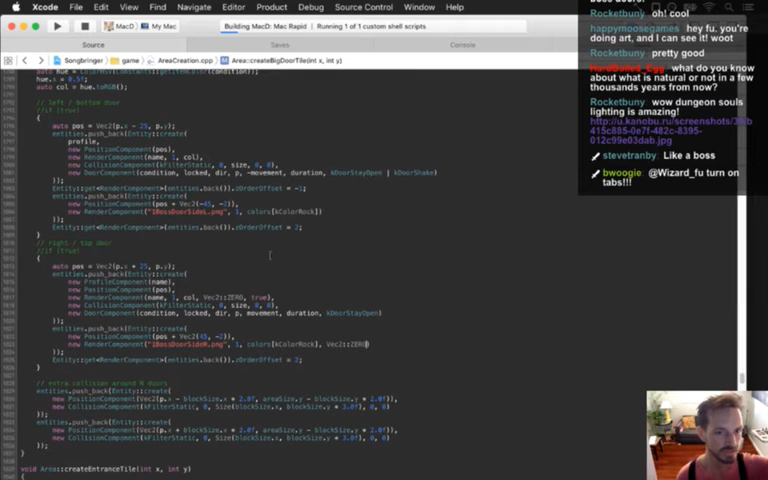 Xcode File Edit View Find Navigate Editor Product Debug Source Control Window
MacD My Mac Building MacD: Mac Rapid Running 1 of 1 custom shell scripts
Source Saves Console
Songbringer game AreaCreation.cpp Area::createBigDoorTile(int x, int y)
hue.s = 0.5f;
auto col = hue.toRGB();
// left / bottom door
//if (true)
{
auto pos = Vec2(p.x - 25, p.y);
entities.push_back(Entity::create(
profile,
new PositionComponent(pos),
new RenderComponent(name, 1, col),
new CollisionComponent(kFilterStatic, 0, size, 0, 0),
new DoorComponent(condition, locked, dir, p, -movement, duration, kDoorStayOpen | kDoorShake)
));
Entity::get<RenderComponent>(entities.back()).zOrderOffset = -1;
entities.push_back(Entity::create(
new PositionComponent(pos + Vec2(-45, -2)),
new RenderComponent("1BossDoorSideL.png", 1, colors[kColorRock])
));
Entity::get<RenderComponent>(entities.back()).zOrderOffset = 2;
}
// right / top door
//if (true)
{
auto pos = Vec2(p.x + 25, p.y);
entities.push_back(Entity::create(
new ProfileComponent(name),
new PositionComponent(pos),
new RenderComponent(name, 1, col, Vec2::ZERO, true),
new CollisionComponent(kFilterStatic, 0, size, 0, 0),
new DoorComponent(condition, locked, dir, p, movement, duration, kDoorStayOpen)
));
entities.push_back(Entity::create(
new PositionComponent(pos + Vec2(45, -2)),
new RenderComponent("1BossDoorSideR.png", 1, colors[kColorRock], Vec2::ZERO)
));
Entity::get<RenderComponent>(entities.back()).zOrderOffset = 2;
}
// extra collision around N doors
entities.push_back(Entity::create(
new PositionComponent(Vec2(p.x - blockSize.x * 2.0f, areaSize.y - blockSize.y * 2.0f)),
new CollisionComponent(kFilterStatic, 0, Size(blockSize.x, blockSize.y * 3.0f), 0, 0)
));
entities.push_back(Entity::create(
new PositionComponent(Vec2(p.x + blockSize.x * 2.0f, areaSize.y - blockSize.y * 2.0f)),
new CollisionComponent(kFilterStatic, 0, Size(blockSize.x, blockSize.y * 3.0f), 0, 0)
));
}
void Area::createEntranceTile(int x, int y)
{
Rocketbuny oh! cool
happymoosegames hey fu. you're
doing art, and I can see it! woot
Rocketbuny pretty good
HardBoiled_Egg what do you know
about what is natural or not in a few
thousands years from now?
Rocketbuny wow dungeon souls
lighting is amazing!
415c885-0e7f-482c-8395-
012c99e03dab.jpg
stevetranby: Like a boss
bwoogie @Wizard_fu turn on
tabs!!!